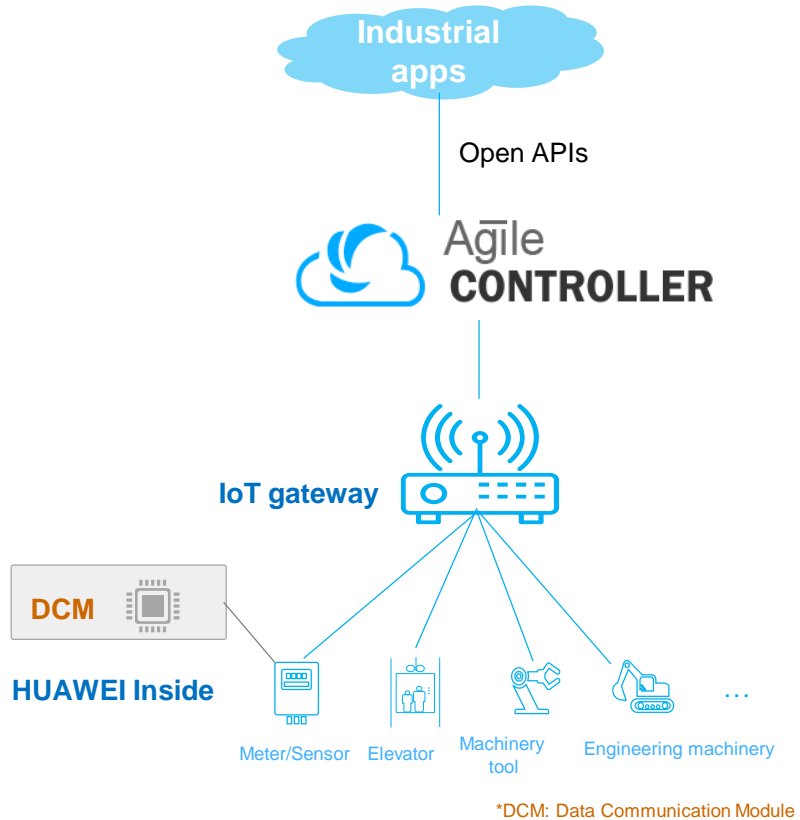 Industrial
apps
Open APIs
Agile
CONTROLLER
IoT gateway
DCM
HUAWEI Inside
...
Meter/Sensor
Elevator
Machinery
tool
Engineering machinery
*DCM: Data Communication Module